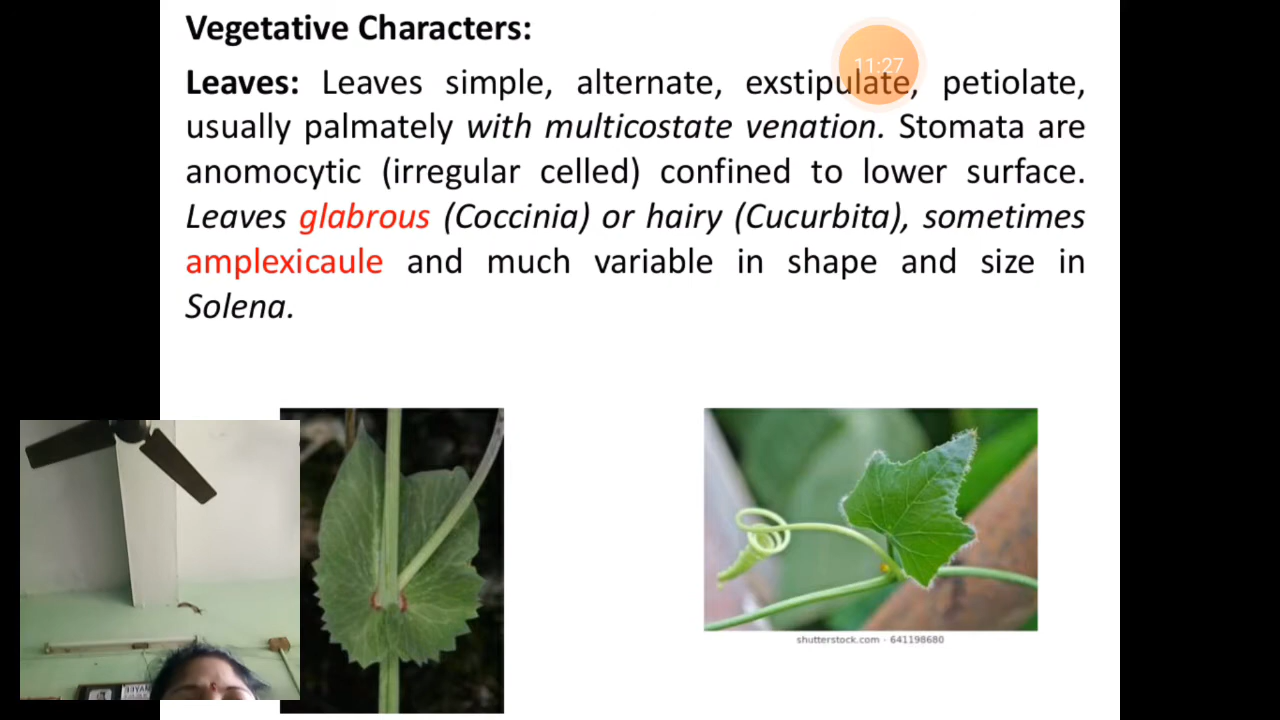 Vegetative Characters:
11:27
Leaves: Leaves simple, alternate, exstipulate, petiolate,
usually palmately with multicostate venation. Stomata are
anomocytic (irregular celled) confined to lower surface.
Leaves glabrous (Coccinia) or hairy (Cucurbita), sometimes
amplexicaule and much variable in shape and size in
Solena.
shutterstock.com · 641198680